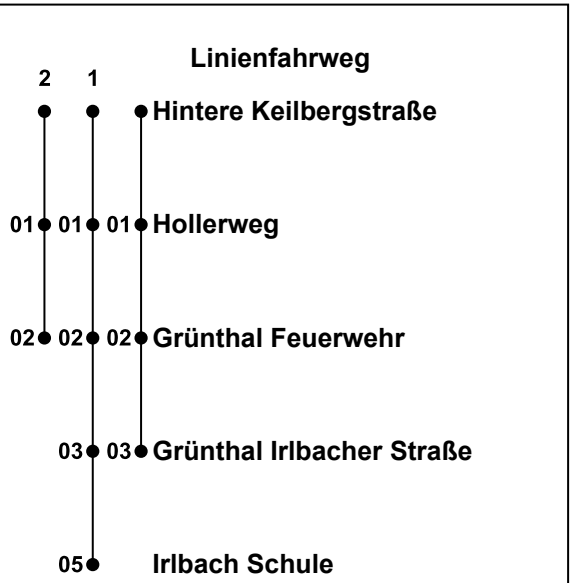 Linienfahrweg
2 1
Hintere Keilbergstraße
01 01 01 Hollerweg
02 02 02 Grünthal Feuerwehr
03 03 Grünthal Irlbacher Straße
05 Irlbach Schule